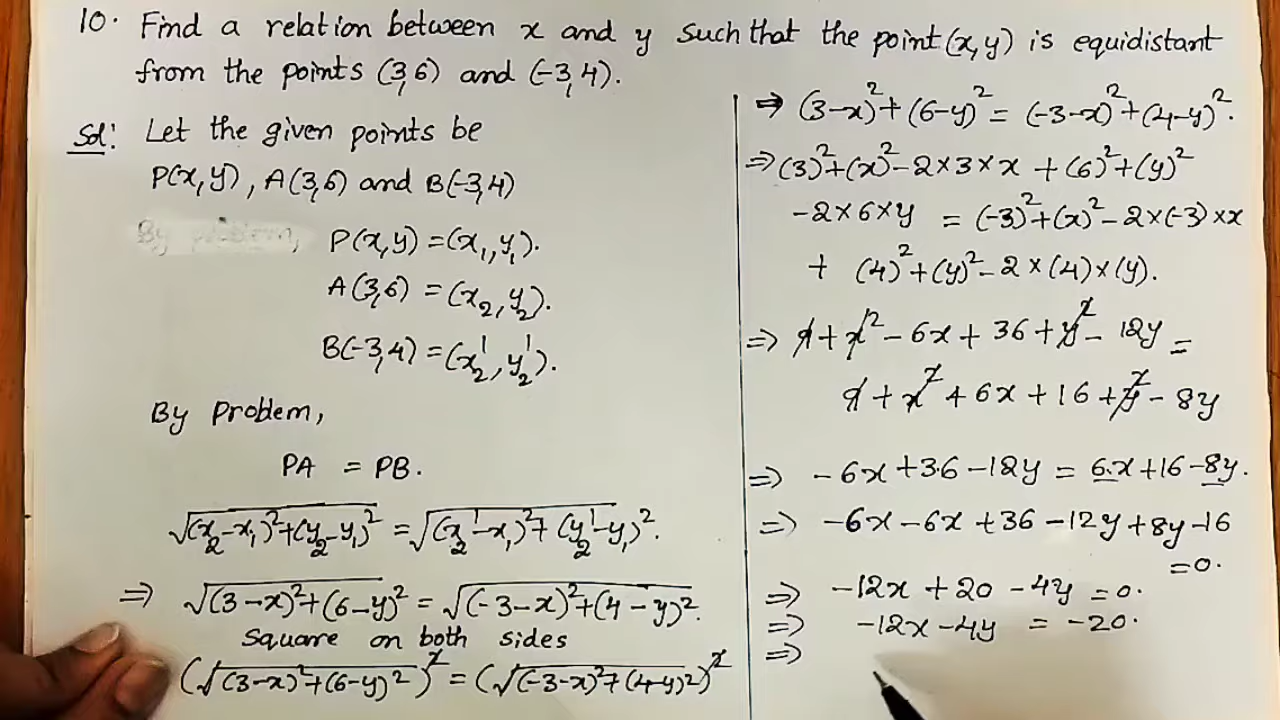 10. Find a relation between x and y such that the point (x,y) is equidistant
from the points (3,6) and (-3,4).
Sol: Let the given points be
P(x,y), A(3,6) and B(-3,4)
By problem, P(x,y) = (x₁,y₁).
A(3,6) = (x₂,y₂).
B(-3,4) = (x₂',y₂').
By Problem,
PA = PB.
√(x₂-x₁)²+(y₂-y₁)² = √(x₂'-x₁)²+(y₂'-y₁)².
⇒ √(3-x)²+(6-y)² = √(-3-x)²+(4-y)².
Square on both sides
(√(3-x)²+(6-y)²)² = (√(-3-x)²+(4-y)²)²
⇒ (3-x)²+(6-y)² = (-3-x)²+(4-y)².
⇒ (3)²+(x)²-2×3×x + (6)²+(y)²
-2×6×y = (-3)²+(x)²-2×(-3)×x
+ (4)²+(y)²-2×(4)×(y).
⇒ 9+x²-6x+36+y²-12y =
9+x²+6x+16+y²-8y
⇒ -6x+36-12y = 6x+16-8y.
⇒ -6x-6x+36-12y+8y-16
=0.
⇒ -12x+20-4y =0.
⇒ -12x-4y = -20.
⇒